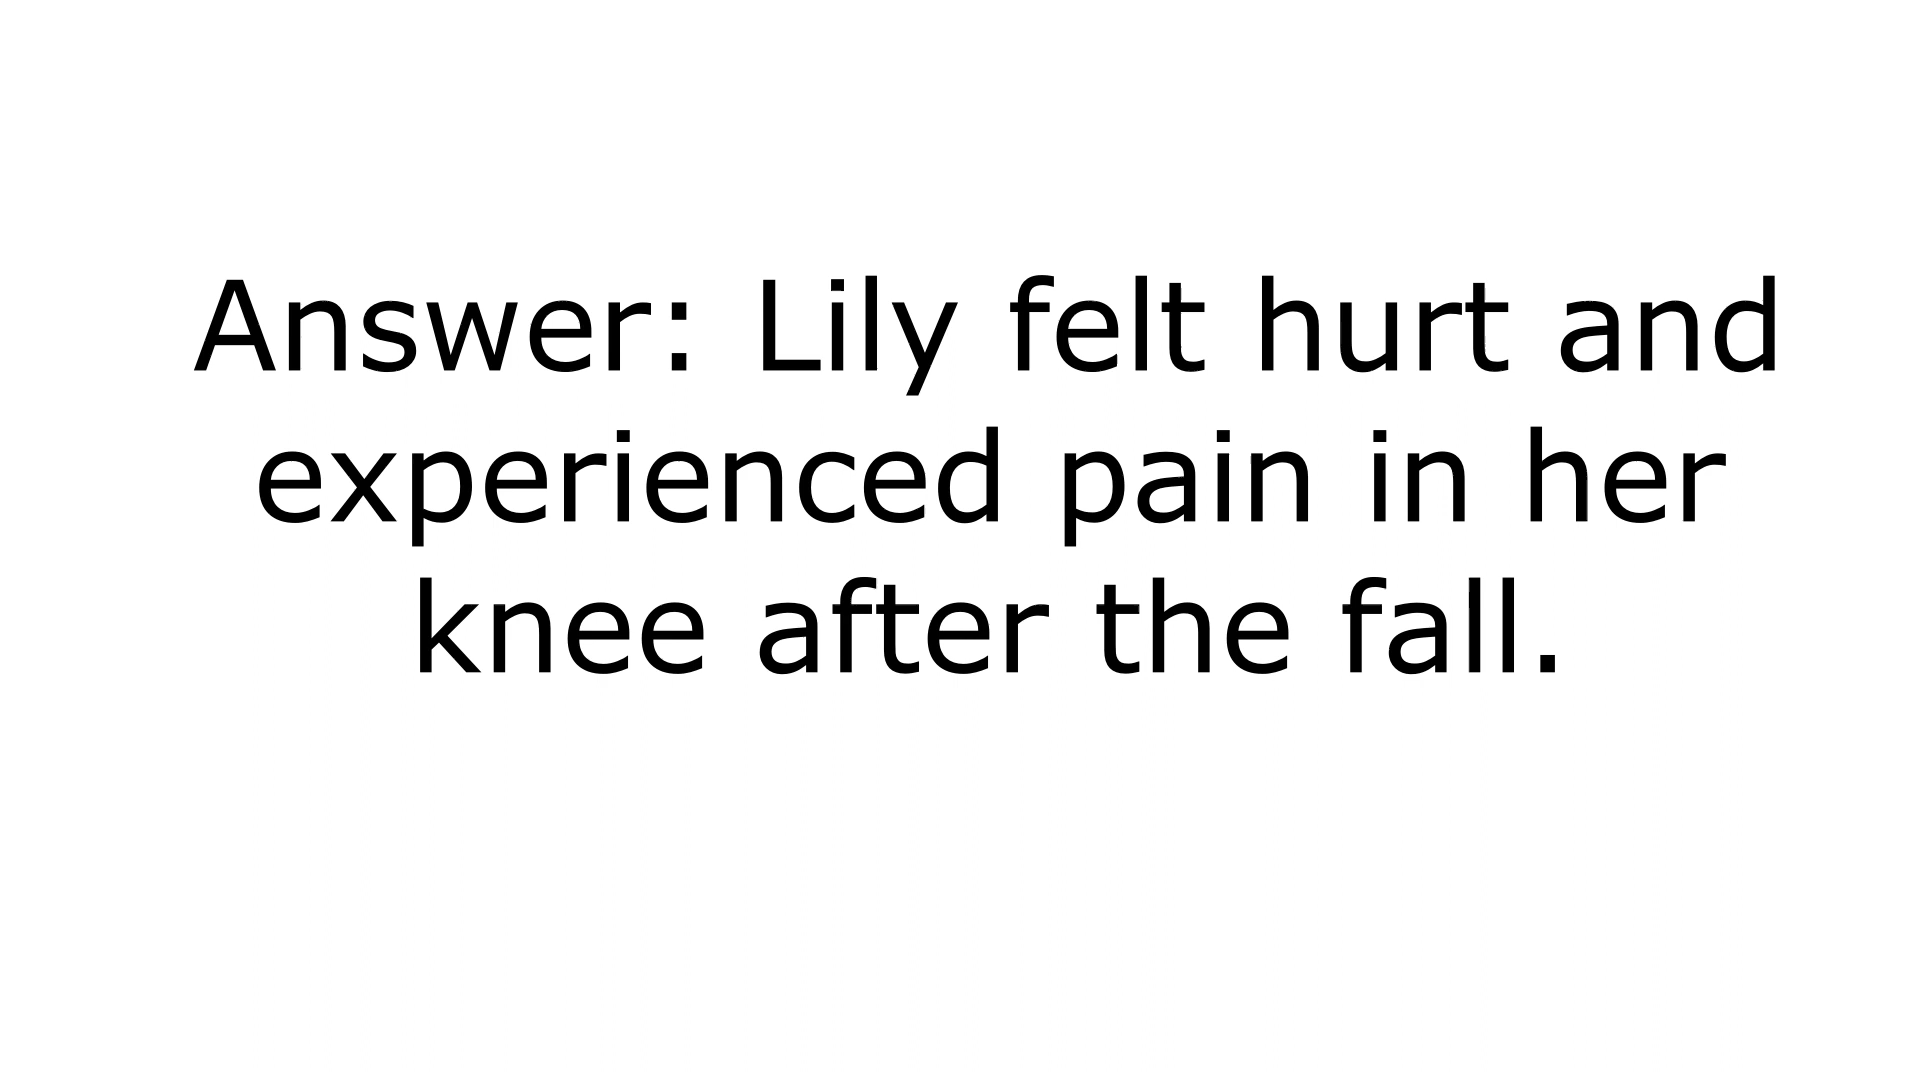 Answer: Lily felt hurt and
experienced pain in her
knee after the fall.